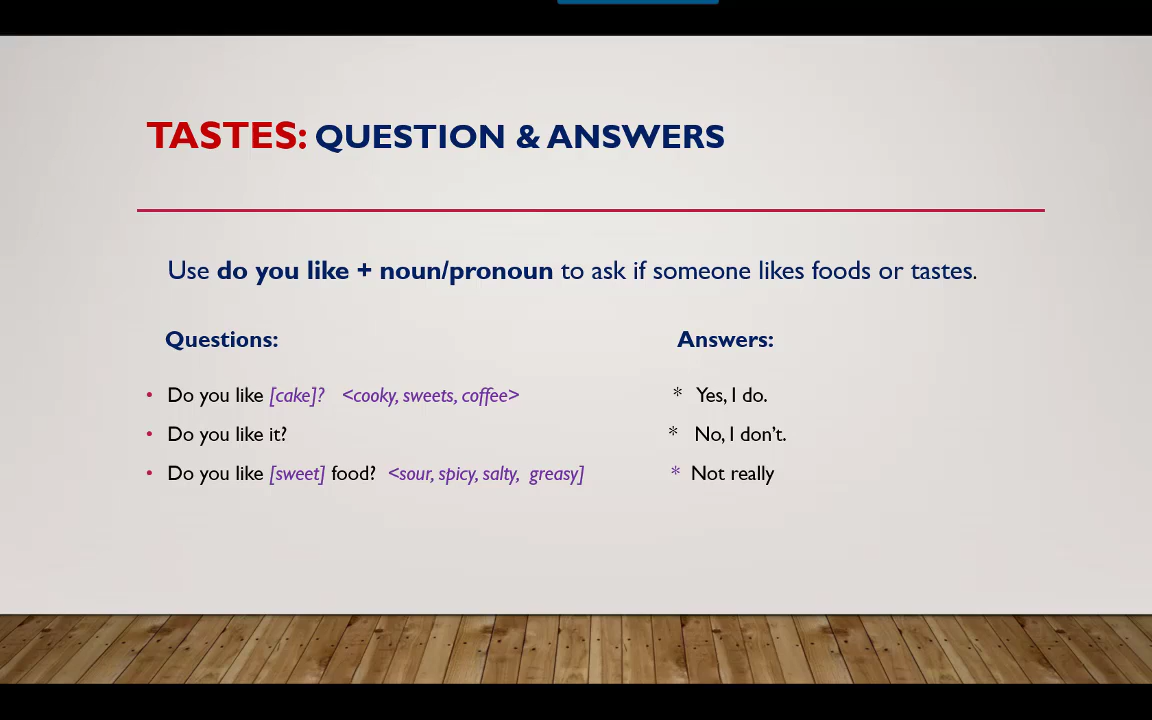 TASTES: QUESTION & ANSWERS
Use do you like + noun/pronoun to ask if someone likes foods or tastes.
Questions:
Answers:
• Do you like [cake]? <cooky, sweets, coffee>
* Yes, I do.
• Do you like it?
* No, I don't.
• Do you like [sweet] food? <sour, spicy, salty, greasy]
* Not really